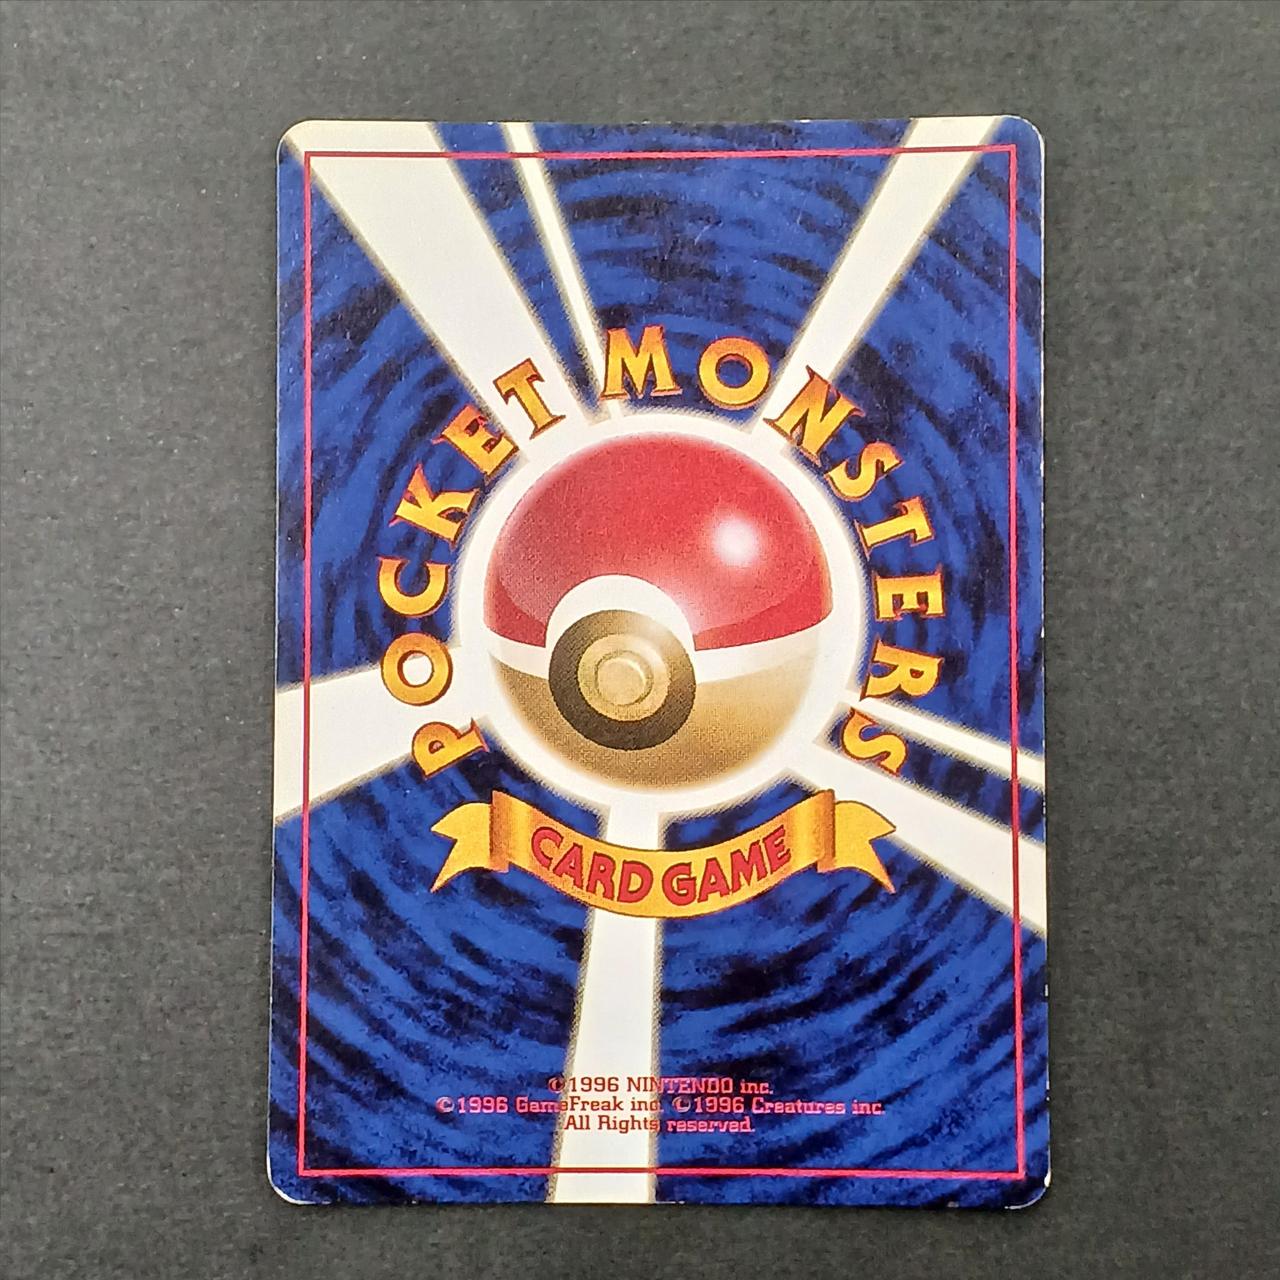 POCKET MONSTERS
CARD GAME
©1996 NINTENDO inc.
©1996 GameFreak inc. ©1996 Creatures inc.
All Rights reserved.